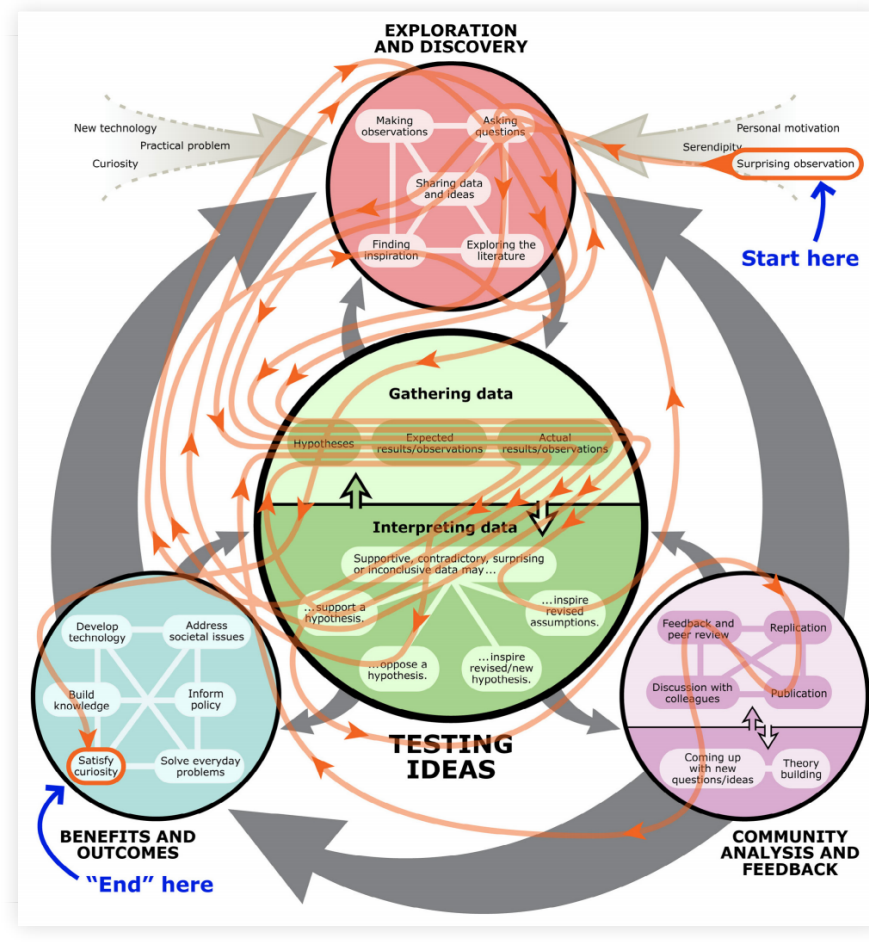 EXPLORATION
AND DISCOVERY
Making
observations
Asking
questions
Sharing data
and ideas
Finding
inspiration
Exploring the
literature
New technology
Practical problem
Curiosity
Personal motivation
Serendipity
Surprising observation
Start here
Gathering data
Hypotheses
Expected
results/observations
Actual
results/observations
Interpreting data
Supportive, contradictory, surprising
or inconclusive data may...
...support a
hypothesis.
...inspire
revised
assumptions.
...oppose a
hypothesis.
...inspire
revised/new
hypothesis.
TESTING
IDEAS
Develop
technology
Address
societal issues
Build
knowledge
Inform
policy
Satisfy
curiosity
Solve everyday
problems
BENEFITS AND
OUTCOMES
“End” here
Feedback and
peer review
Replication
Discussion with
colleagues
Publication
Coming up
with new
questions/ideas
Theory
building
COMMUNITY
ANALYSIS AND
FEEDBACK